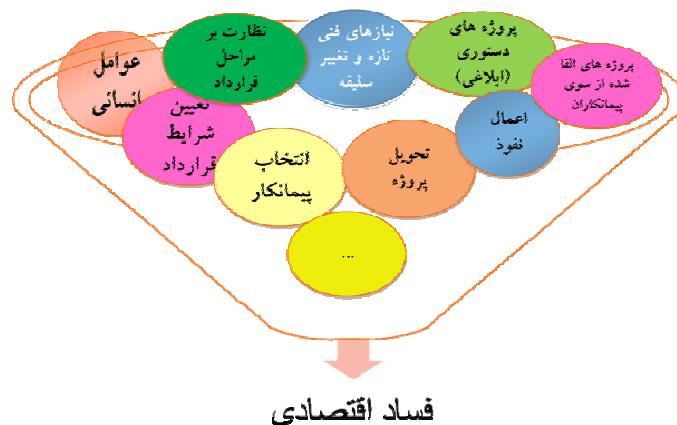 پروژه های القا
شده از سوی
پیمانکاران
پروژه های
دستوری
(ابلاغی)
نیازهای فنی
تازه و تغییر
سلیقه
نظارت بر
مراحل
قراوداد
عوامل
انسانی
اعمال
نفوذ
تحویل
پروژه
انتخاب
پیمانکار
تعیین
شرایط
قرارداد
...
فساد اقتصادی